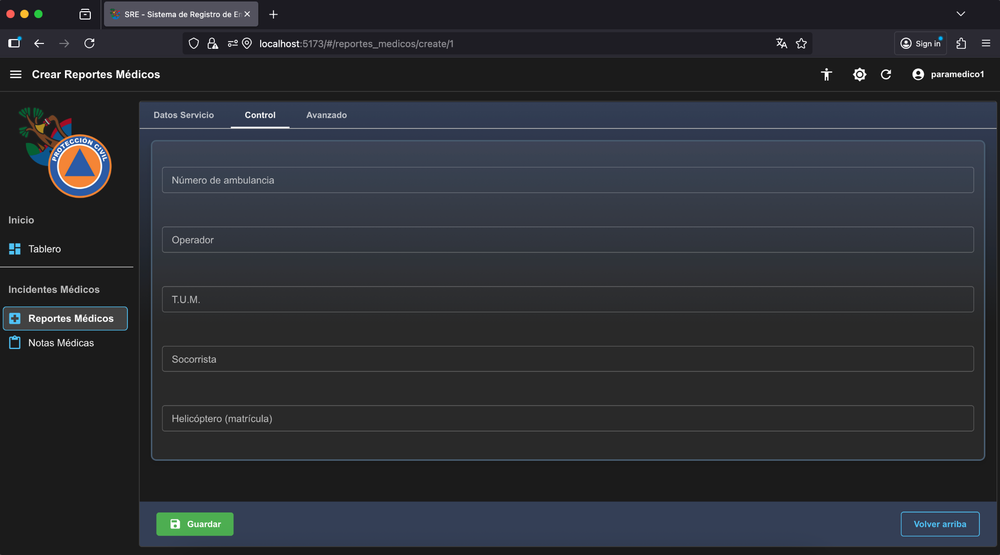 SRE - Sistema de Registro de En
localhost:5173/#/reportes_medicos/create/1
Sign in
Crear Reportes Médicos
paramedico1
PROTECCIÓN CIVIL
Inicio
Tablero
Incidentes Médicos
Reportes Médicos
Notas Médicas
Datos Servicio
Control
Avanzado
Número de ambulancia
Operador
T.U.M.
Socorrista
Helicóptero (matrícula)
Guardar
Volver arriba